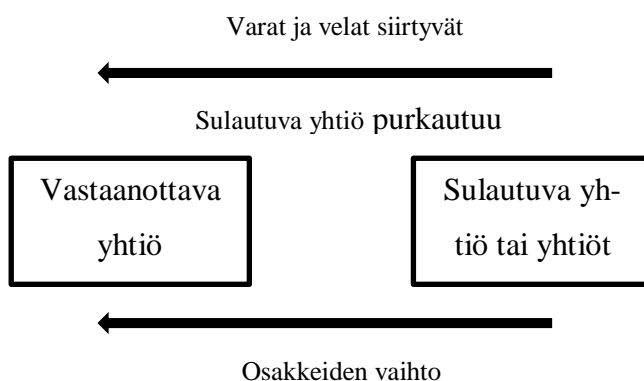 Varat ja velat siirtyvät
Sulautuva yhtiö purkautuu
Vastaanottava
yhtiö
Sulautuva yh-
tiö tai yhtiöt
Osakkeiden vaihto